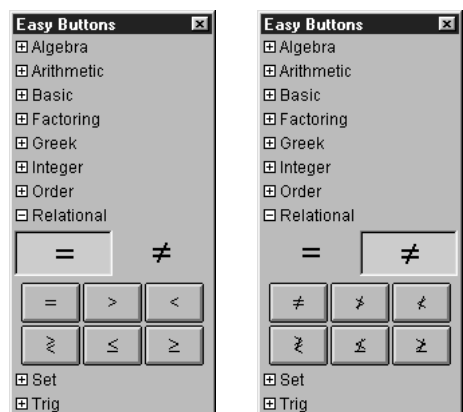 Easy Buttons
Algebra
Arithmetic
Basic
Factoring
Greek
Integer
Order
Relational
= ≠
= > <
≷ ≤ ≥
Set
Trig
Easy Buttons
Algebra
Arithmetic
Basic
Factoring
Greek
Integer
Order
Relational
= ≠
≠ ≯ ≮
≹ ≰ ≱
Set
Trig